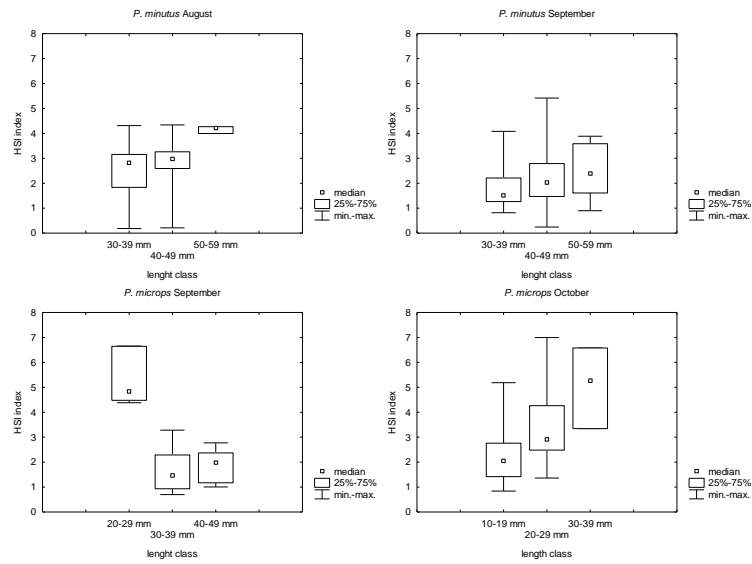 P. minutus August
8
7
6
5
4
3
2
1
0
HSI index
30-39 mm
40-49 mm
50-59 mm
lenght class
median
25%-75%
min.-max.
P. minutus September
8
7
6
5
4
3
2
1
0
HSI index
30-39 mm
40-49 mm
50-59 mm
lenght class
median
25%-75%
min.-max.
P. microps September
8
7
6
5
4
3
2
1
0
HSI index
20-29 mm
30-39 mm
40-49 mm
lenght class
median
25%-75%
min.-max.
P. microps October
8
7
6
5
4
3
2
1
0
HSI index
10-19 mm
20-29 mm
30-39 mm
length class
median
25%-75%
min.-max.